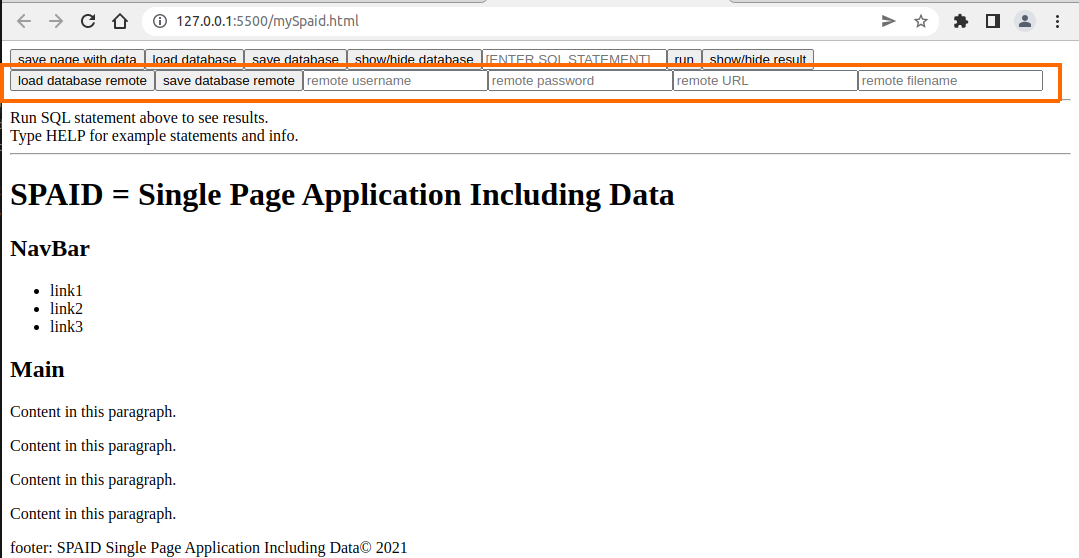 127.0.0.1:5500/mySpaid.html
save page with data load database save database show/hide database [ENTER SQL STATEMENT] run show/hide result
load database remote save database remote remote username remote password remote URL remote filename
Run SQL statement above to see results.
Type HELP for example statements and info.
SPAID = Single Page Application Including Data
NavBar
• link1
• link2
• link3
Main
Content in this paragraph.
Content in this paragraph.
Content in this paragraph.
Content in this paragraph.
footer: SPAID Single Page Application Including Data© 2021